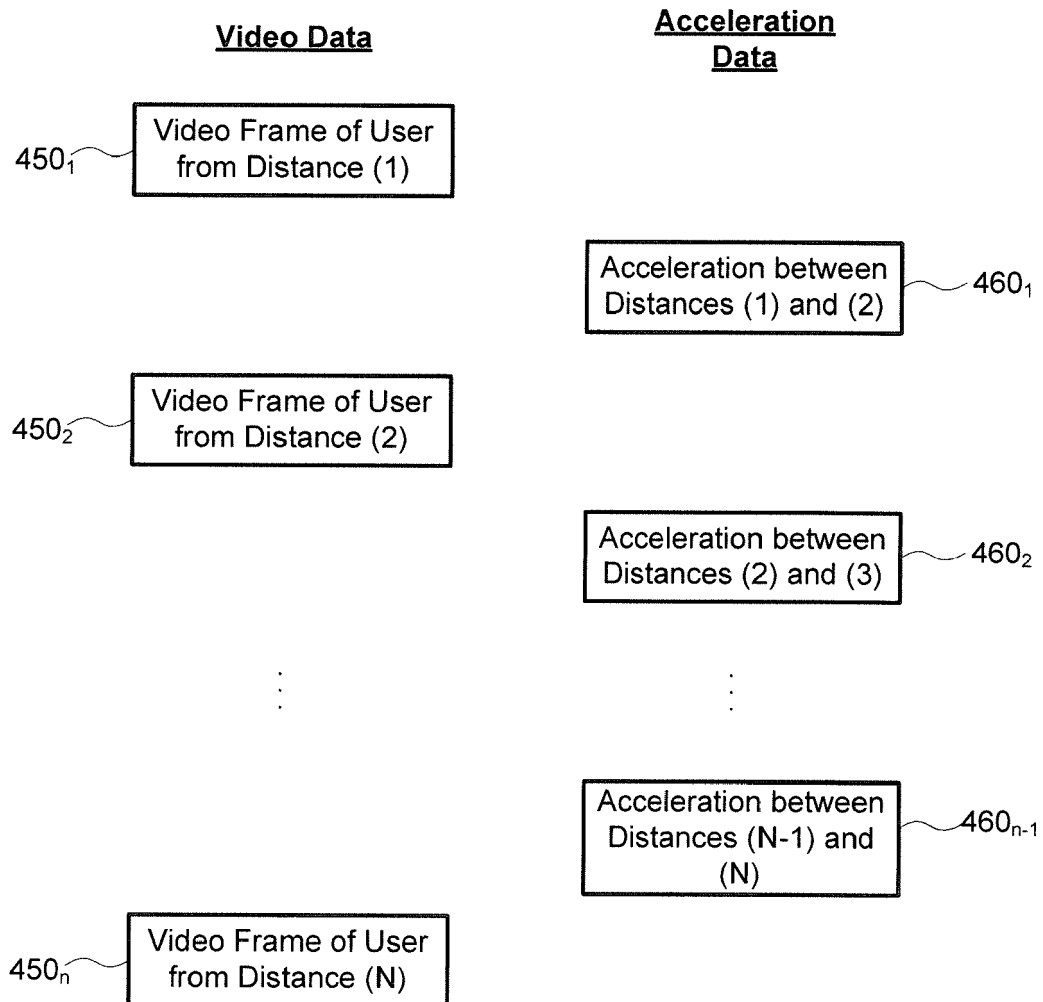 Video Data
Acceleration
Data
Video Frame of User
from Distance (1)
450₁
Acceleration between
Distances (1) and (2)
460₁
Video Frame of User
from Distance (2)
450₂
Acceleration between
Distances (2) and (3)
460₂
Acceleration between
Distances (N-1) and
(N)
460ₙ₋₁
Video Frame of User
from Distance (N)
450ₙ